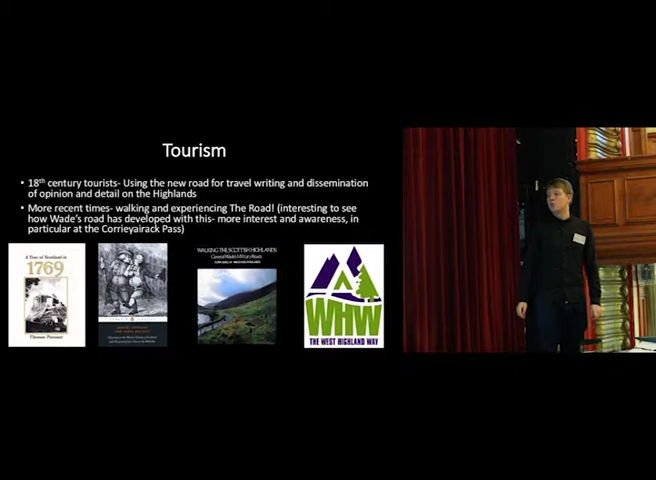 Tourism
• 18th century tourists- Using the new road for travel writing and dissemination
of opinion and detail on the Highlands
• More recent times- walking and experiencing The Road! (interesting to see
how Wade's road has developed with this- more interest and awareness, in
particular at the Corrieyairack Pass)
A Tour of Scotland in
1769
Thomas Pennant
WALKING THE SCOTTISH HIGHLANDS
General Wade's Military Roads
WHW
THE WEST HIGHLAND WAY